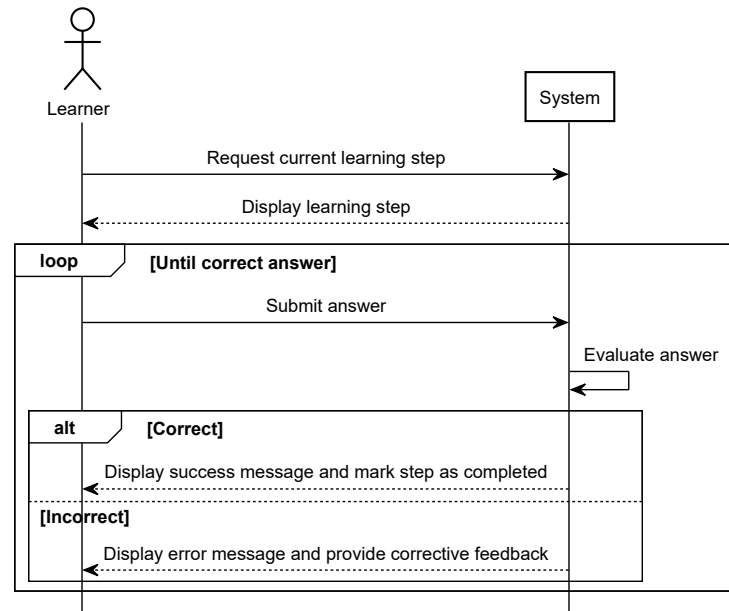 Learner
System
Request current learning step
Display learning step
loop
[Until correct answer]
Submit answer
Evaluate answer
alt
[Correct]
Display success message and mark step as completed
[Incorrect]
Display error message and provide corrective feedback